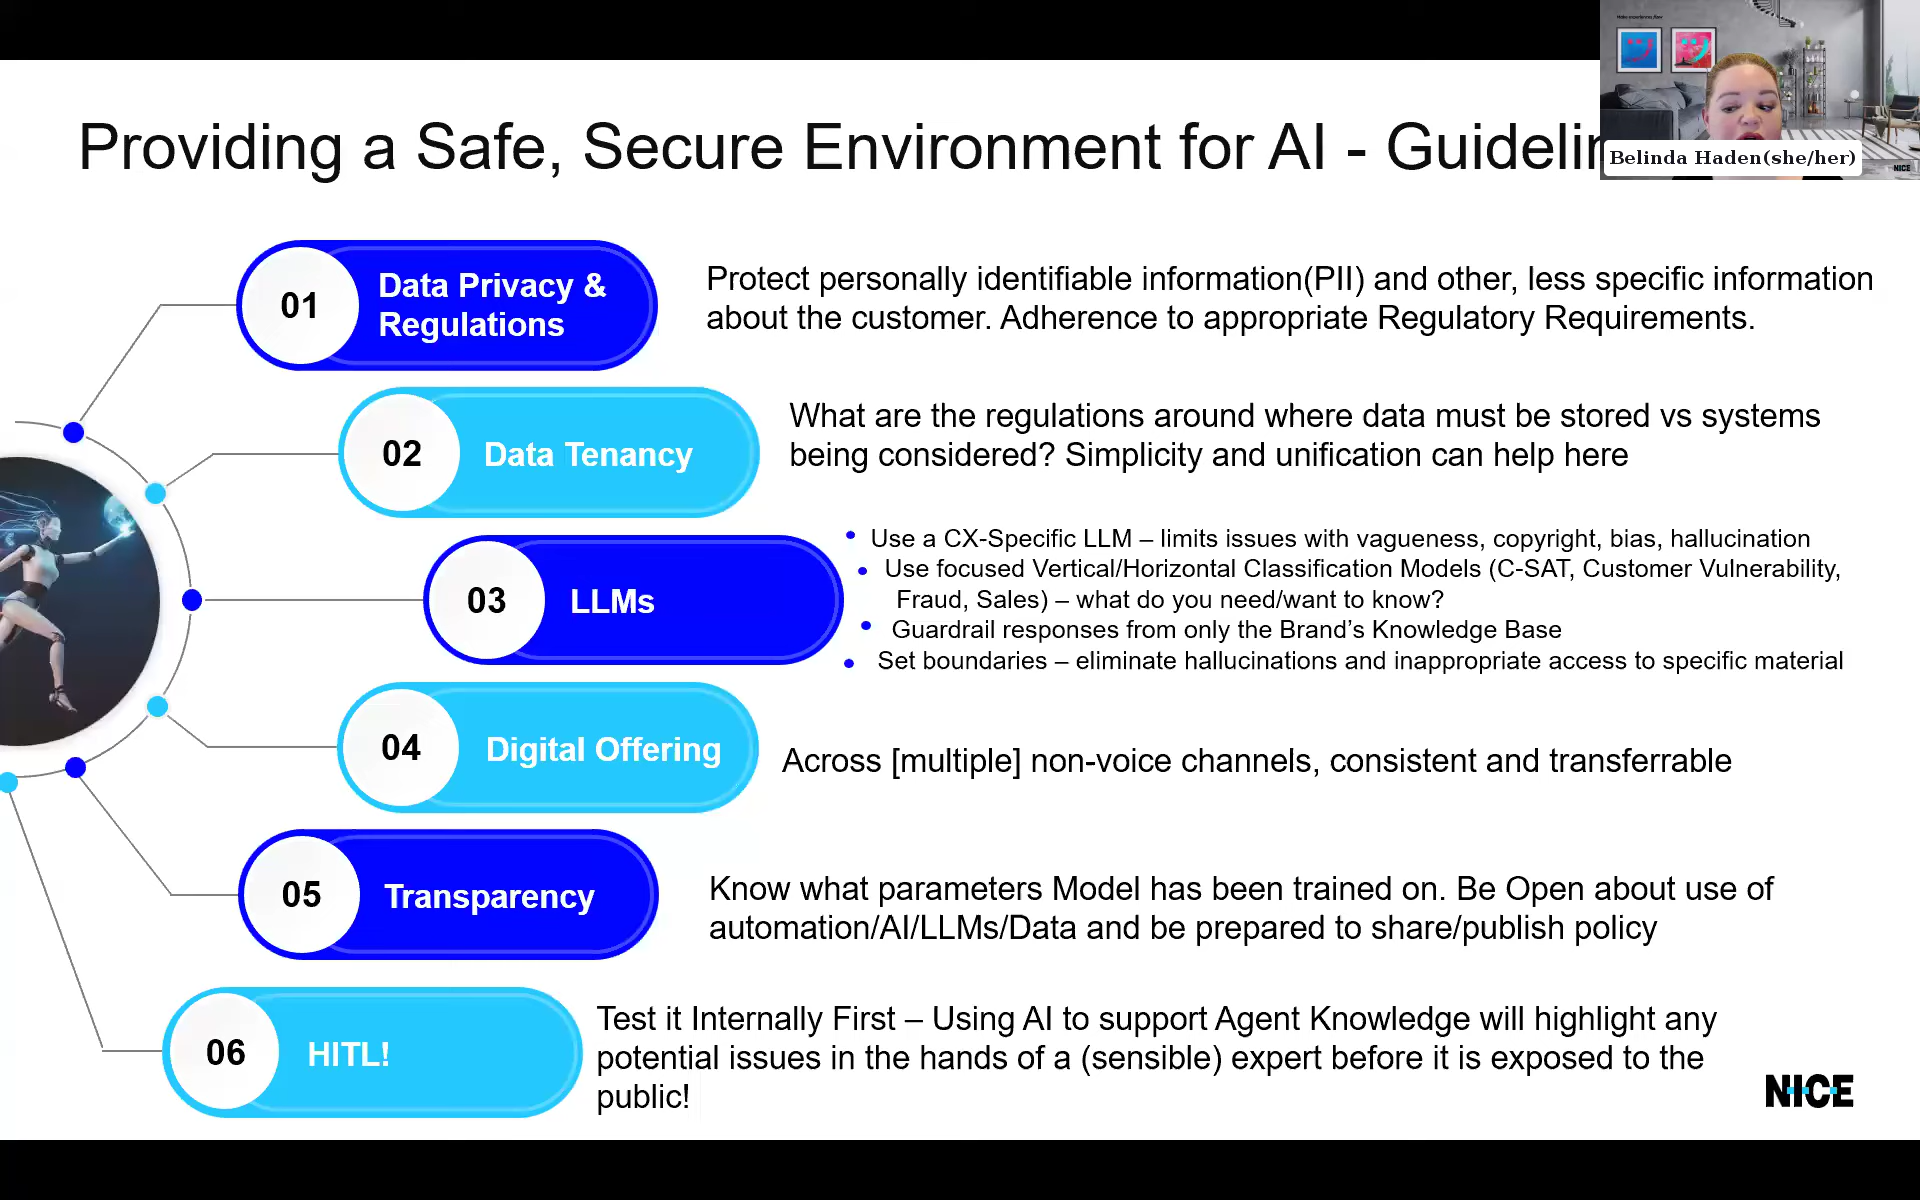 Providing a Safe, Secure Environment for AI - Guidelin
Belinda Haden(she/her)
NICE
01
Data Privacy &
Regulations
Protect personally identifiable information(PII) and other, less specific information
about the customer. Adherence to appropriate Regulatory Requirements.
02
Data Tenancy
What are the regulations around where data must be stored vs systems
being considered? Simplicity and unification can help here
03
LLMs
• Use a CX-Specific LLM – limits issues with vagueness, copyright, bias, hallucination
• Use focused Vertical/Horizontal Classification Models (C-SAT, Customer Vulnerability,
Fraud, Sales) – what do you need/want to know?
• Guardrail responses from only the Brand’s Knowledge Base
• Set boundaries – eliminate hallucinations and inappropriate access to specific material
04
Digital Offering
Across [multiple] non-voice channels, consistent and transferrable
05
Transparency
Know what parameters Model has been trained on. Be Open about use of
automation/AI/LLMs/Data and be prepared to share/publish policy
06
HITL!
Test it Internally First – Using AI to support Agent Knowledge will highlight any
potential issues in the hands of a (sensible) expert before it is exposed to the
public!
NICE